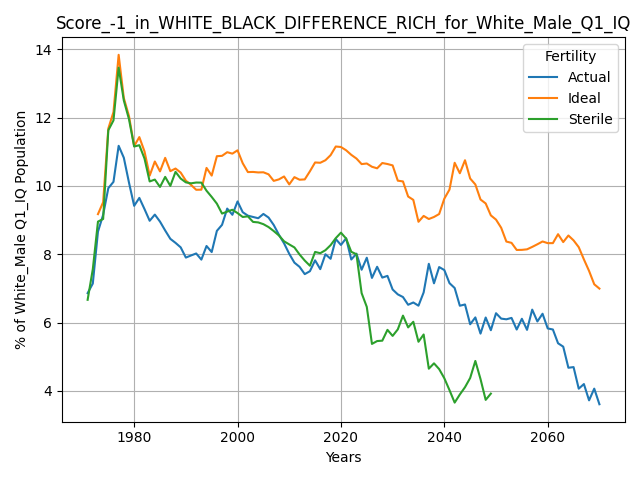 Score_-1_in_WHITE_BLACK_DIFFERENCE_RICH_for_White_Male_Q1_IQ
14
12
10
8
6
4
% of White_Male Q1_IQ Population
Fertility
Actual
Ideal
Sterile
1980
2000
2020
2040
2060
Years